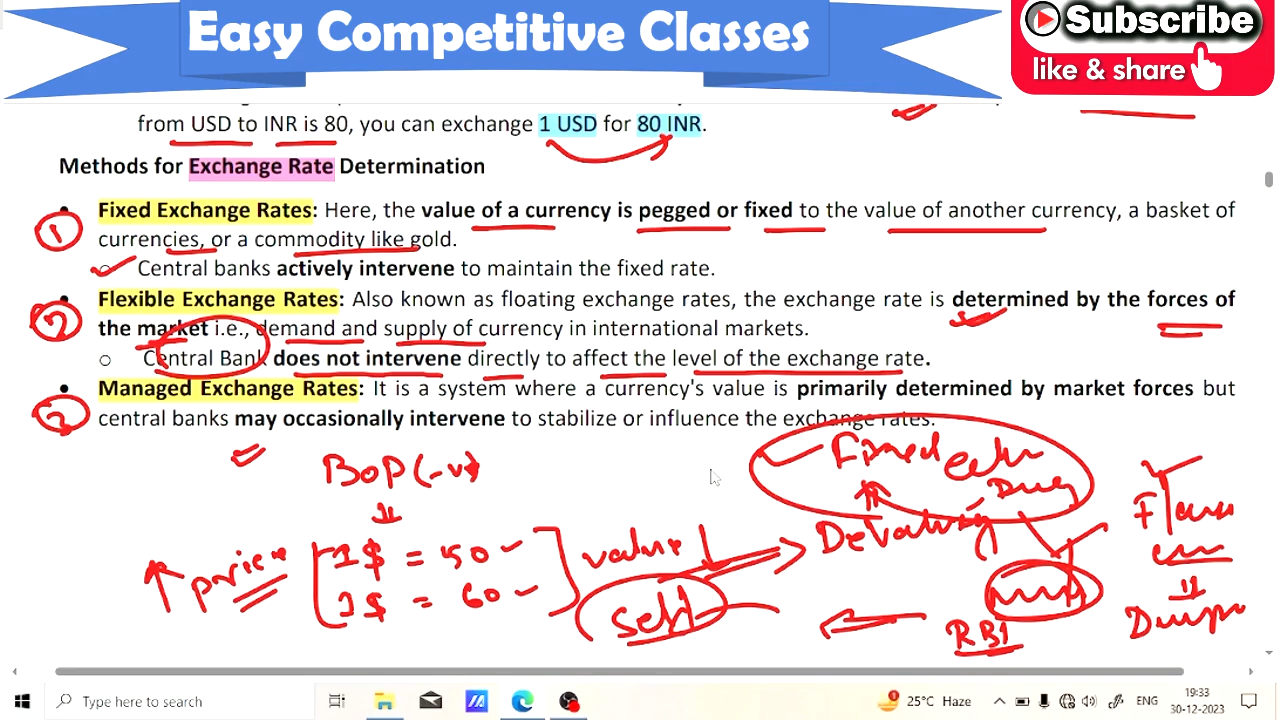 Easy Competitive Classes
Subscribe
like & share
from USD to INR is 80, you can exchange 1 USD for 80 INR.
Methods for Exchange Rate Determination
① • Fixed Exchange Rates: Here, the value of a currency is pegged or fixed to the value of another currency, a basket of
currencies, or a commodity like gold.
o Central banks actively intervene to maintain the fixed rate.
② • Flexible Exchange Rates: Also known as floating exchange rates, the exchange rate is determined by the forces of
the market i.e., demand and supply of currency in international markets.
o Central Bank does not intervene directly to affect the level of the exchange rate.
③ • Managed Exchange Rates: It is a system where a currency's value is primarily determined by market forces but
central banks may occasionally intervene to stabilize or influence the exchange rates.
BoP (-ve)
Fixed
↑ price
1$ = 50
1$ = 60
value ↓
self
RBI
Type here to search
1
25°C Haze
ENG
19:33
30-12-2023